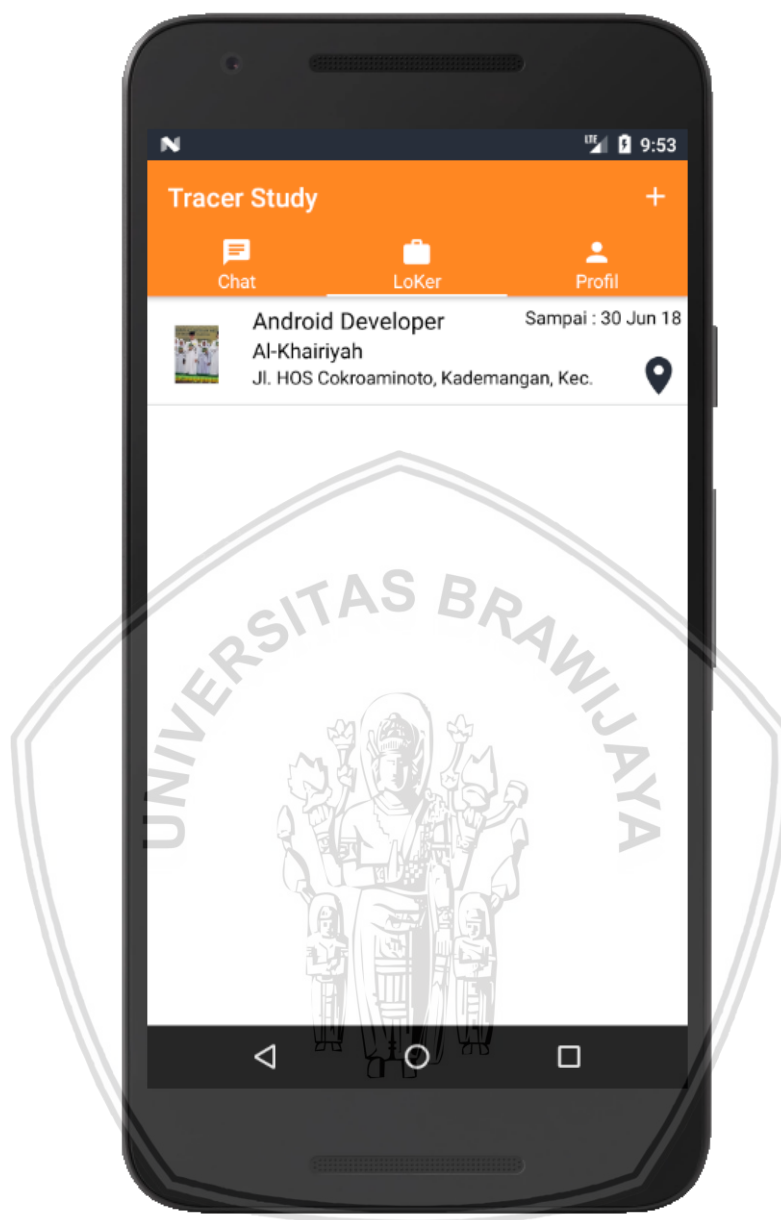 9:53
Tracer Study
Chat LoKer Profil
Android Developer Sampai : 30 Jun 18
Al-Khairiyah
Jl. HOS Cokroaminoto, Kademangan, Kec.
UNIVERSITAS BRAWIJAYA